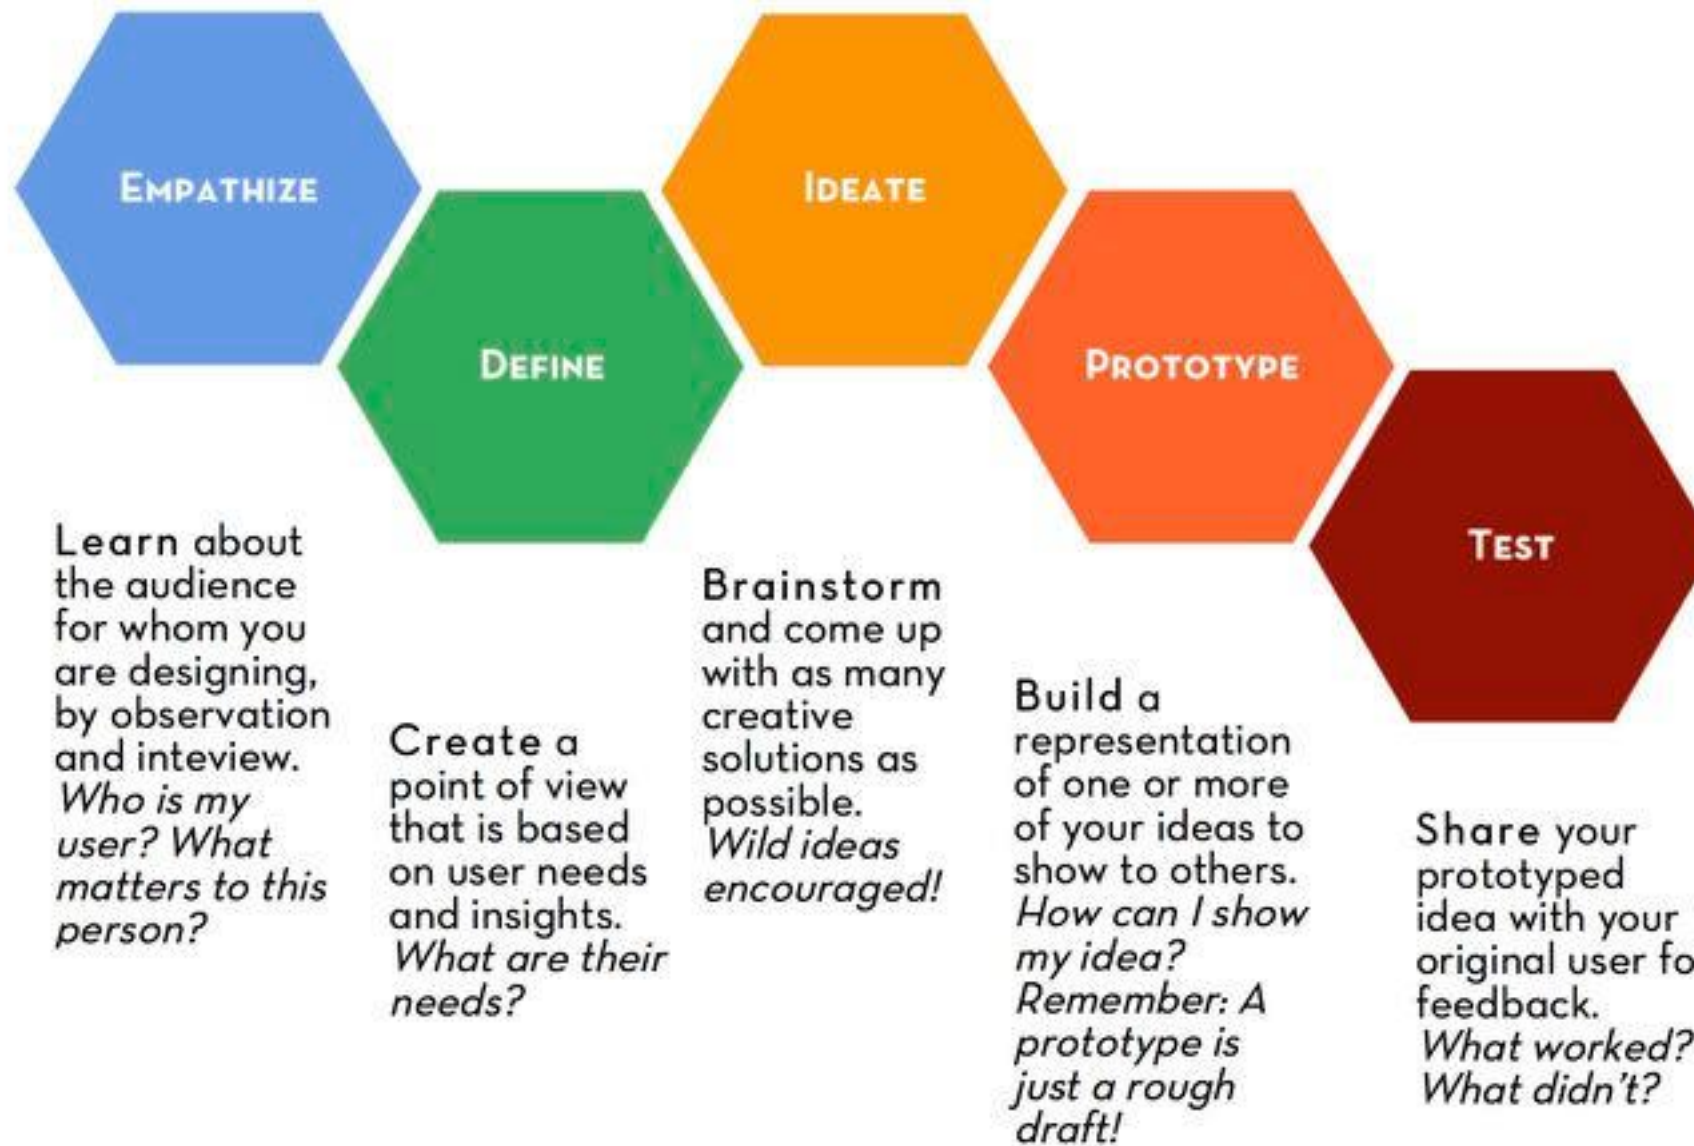 EMPATHIZE
DEFINE
IDEATE
PROTOTYPE
TEST
Learn about
the audience
for whom you
are designing,
by observation
and inteview.
Who is my
user? What
matters to this
person?
Create a
point of view
that is based
on user needs
and insights.
What are their
needs?
Brainstorm
and come up
with as many
creative
solutions as
possible.
Wild ideas
encouraged!
Build a
representation
of one or more
of your ideas to
show to others.
How can I show
my idea?
Remember: A
prototype is
just a rough
draft!
Share your
prototyped
idea with your
original user fo
feedback.
What worked?
What didn't?